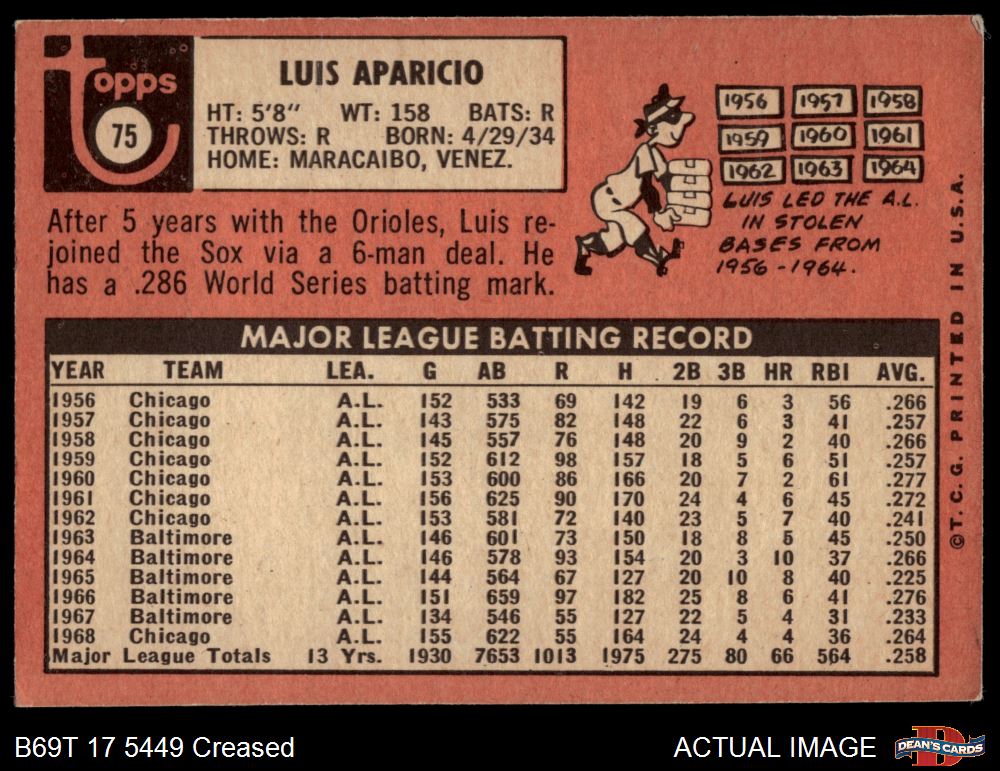 Topps
75
LUIS APARICIO
HT: 5'8" WT: 158 BATS: R
THROWS: R BORN: 4/29/34
HOME: MARACAIBO, VENEZ.
After 5 years with the Orioles, Luis re-
joined the Sox via a 6-man deal. He
has a .286 World Series batting mark.
1956 1957 1958
1959 1960 1961
1962 1963 1964
LUIS LED THE A.L.
IN STOLEN
BASES FROM
1956-1964.
MAJOR LEAGUE BATTING RECORD
YEAR TEAM LEA. G AB R H 2B 3B HR RBI AVG.
1956 Chicago A.L. 152 533 69 142 19 6 3 56 .266
1957 Chicago A.L. 143 575 82 148 22 6 3 41 .257
1958 Chicago A.L. 145 557 76 148 20 9 2 40 .266
1959 Chicago A.L. 152 612 98 157 18 5 6 51 .257
1960 Chicago A.L. 153 600 86 166 20 7 2 61 .277
1961 Chicago A.L. 156 625 90 170 24 4 6 45 .272
1962 Chicago A.L. 153 581 72 140 23 5 7 40 .241
1963 Baltimore A.L. 146 601 73 150 18 8 5 45 .250
1964 Baltimore A.L. 146 578 93 154 20 3 10 37 .266
1965 Baltimore A.L. 144 564 67 127 20 10 8 40 .225
1966 Baltimore A.L. 151 659 97 182 25 8 6 41 .276
1967 Baltimore A.L. 134 546 55 127 22 5 4 31 .233
1968 Chicago A.L. 155 622 55 164 24 4 4 36 .264
Major League Totals 13 Yrs. 1930 7653 1013 1975 275 80 66 564 .258
©T.C.G. PRINTED IN U.S.A.
B69T 17 5449 Creased
ACTUAL IMAGE
D
DEAN'S CARDS